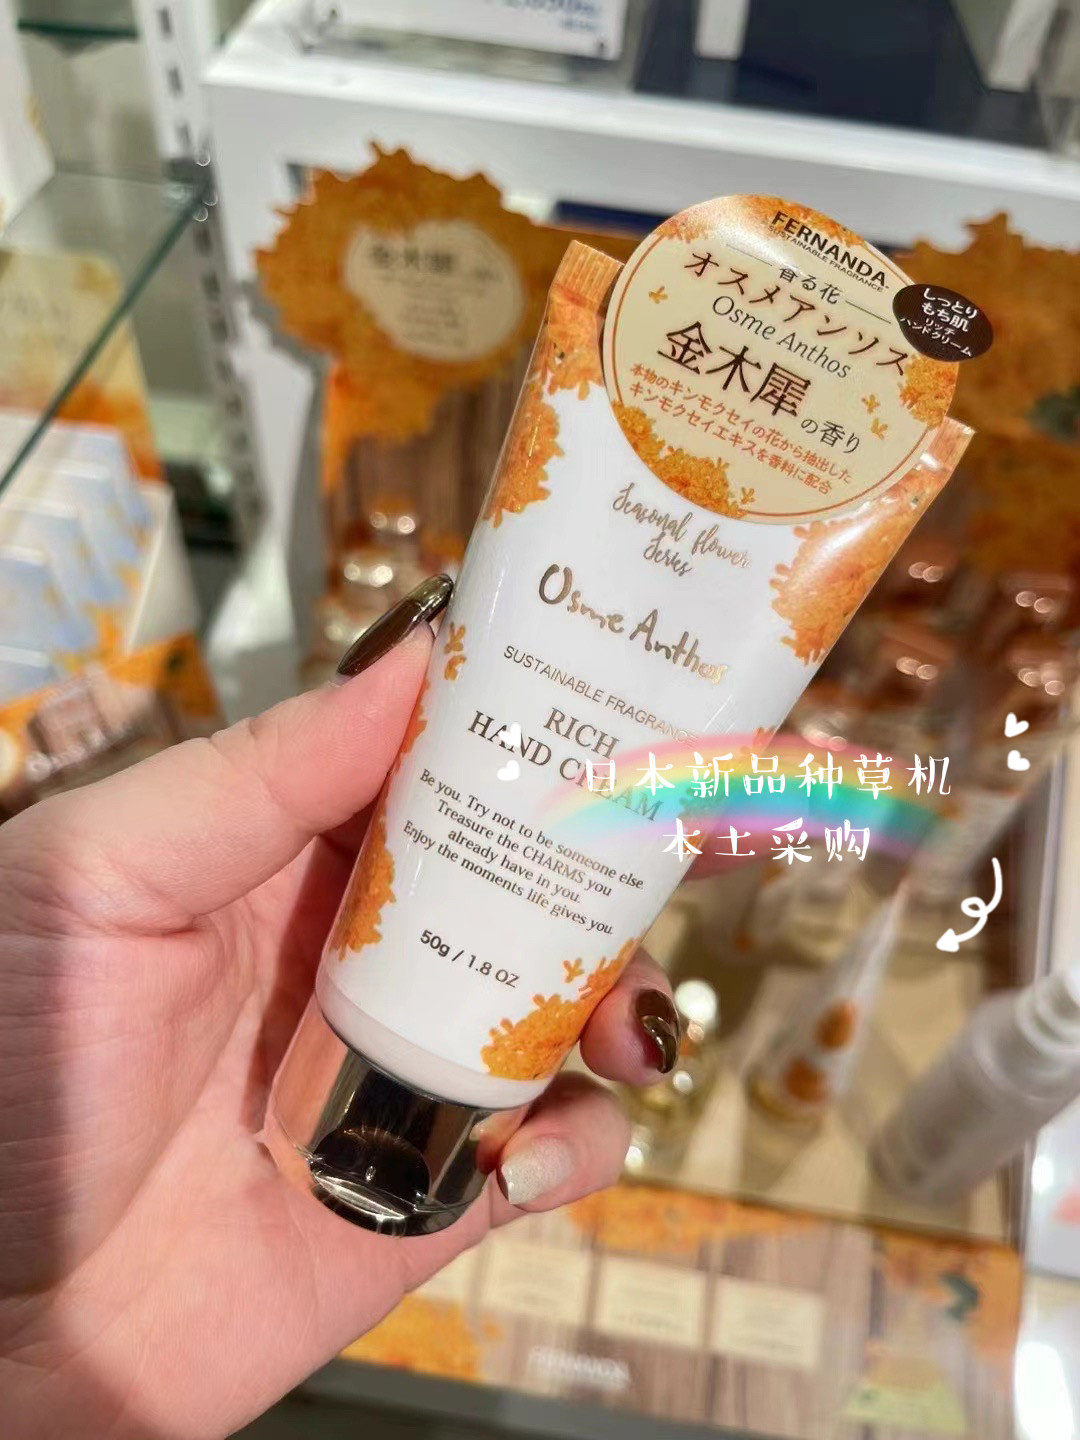 FERNANDA
SUSTAINABLE FRAGRANCE
香る花
オスメアンソス
Osme Anthos
金木犀の香り
本物のキンモクセイの花から抽出した
キンモクセイエキスを香料に配合
しっとり
もち肌
リッチ
ハンドクリーム
Seasonal flower
Series
Osme Anthos
SUSTAINABLE FRAGRANCE
RICH
HAND CREAM
Be you. Try not to be someone else.
Treasure the CHARMS you
already have in you.
Enjoy the moments life gives you.
50g / 1.8 OZ
日本新品种草机
本土采购
金木犀
FERNANDA